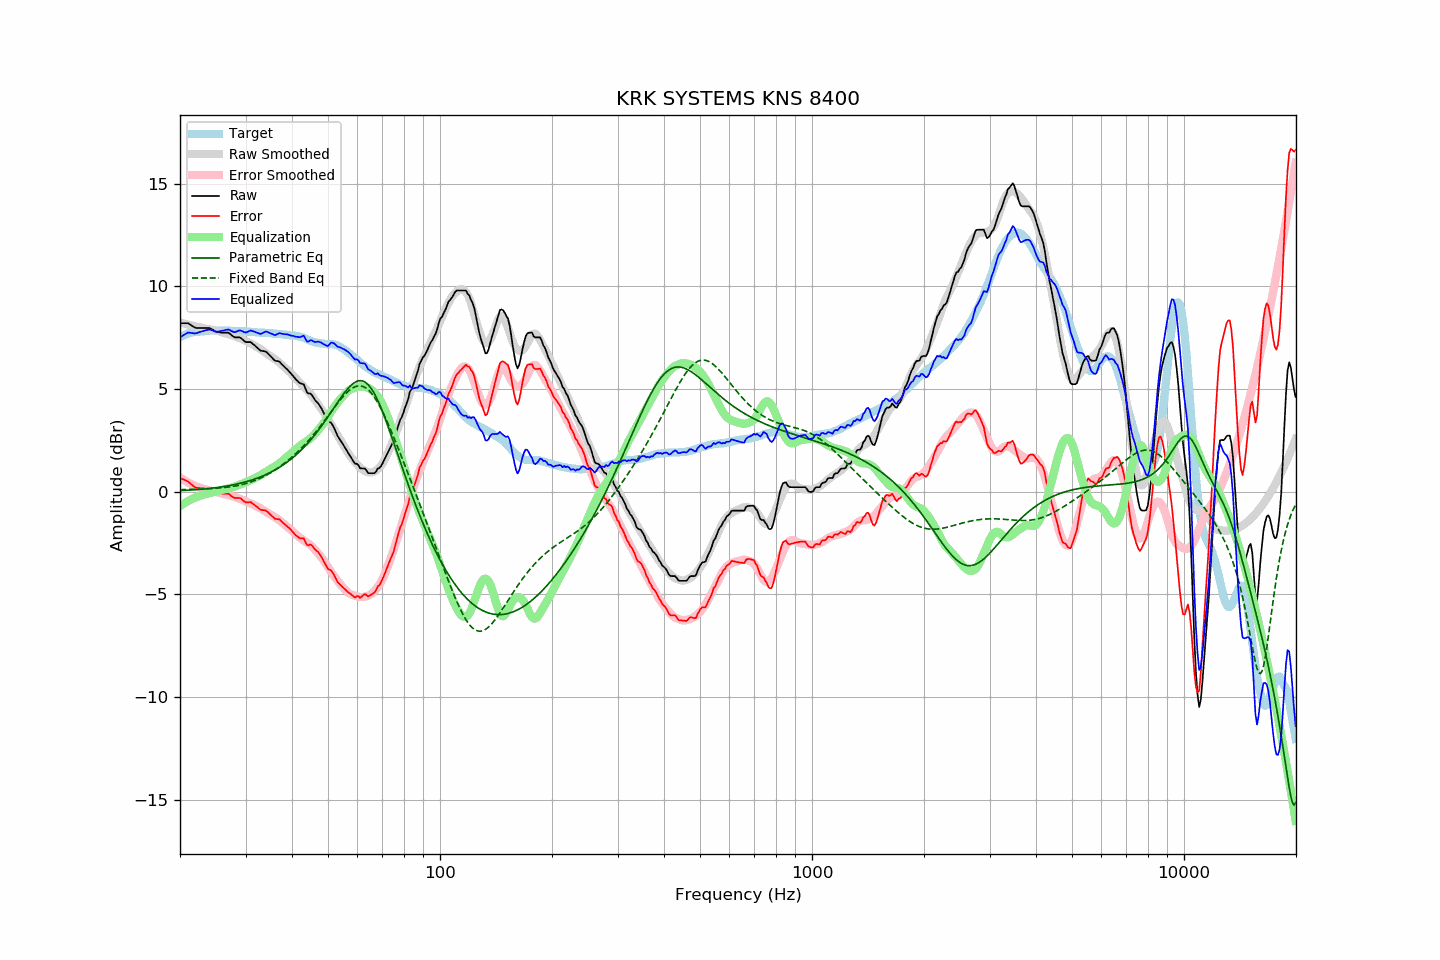 KRK SYSTEMS KNS 8400
Target
Raw Smoothed
Error Smoothed
Raw
Error
Equalization
Parametric Eq
Fixed Band Eq
Equalized
Amplitude (dBr)
15
10
5
0
−5
−10
−15
100
1000
10000
Frequency (Hz)